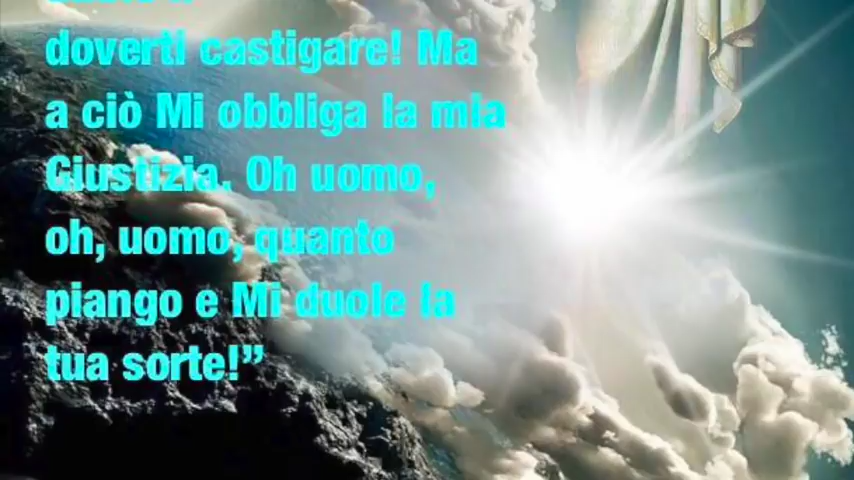 doverti castigare! Ma
a ciò Mi obbliga la mia
Giustizia. Oh uomo,
oh, uomo, quanto
piango e Mi duole la
tua sorte!”